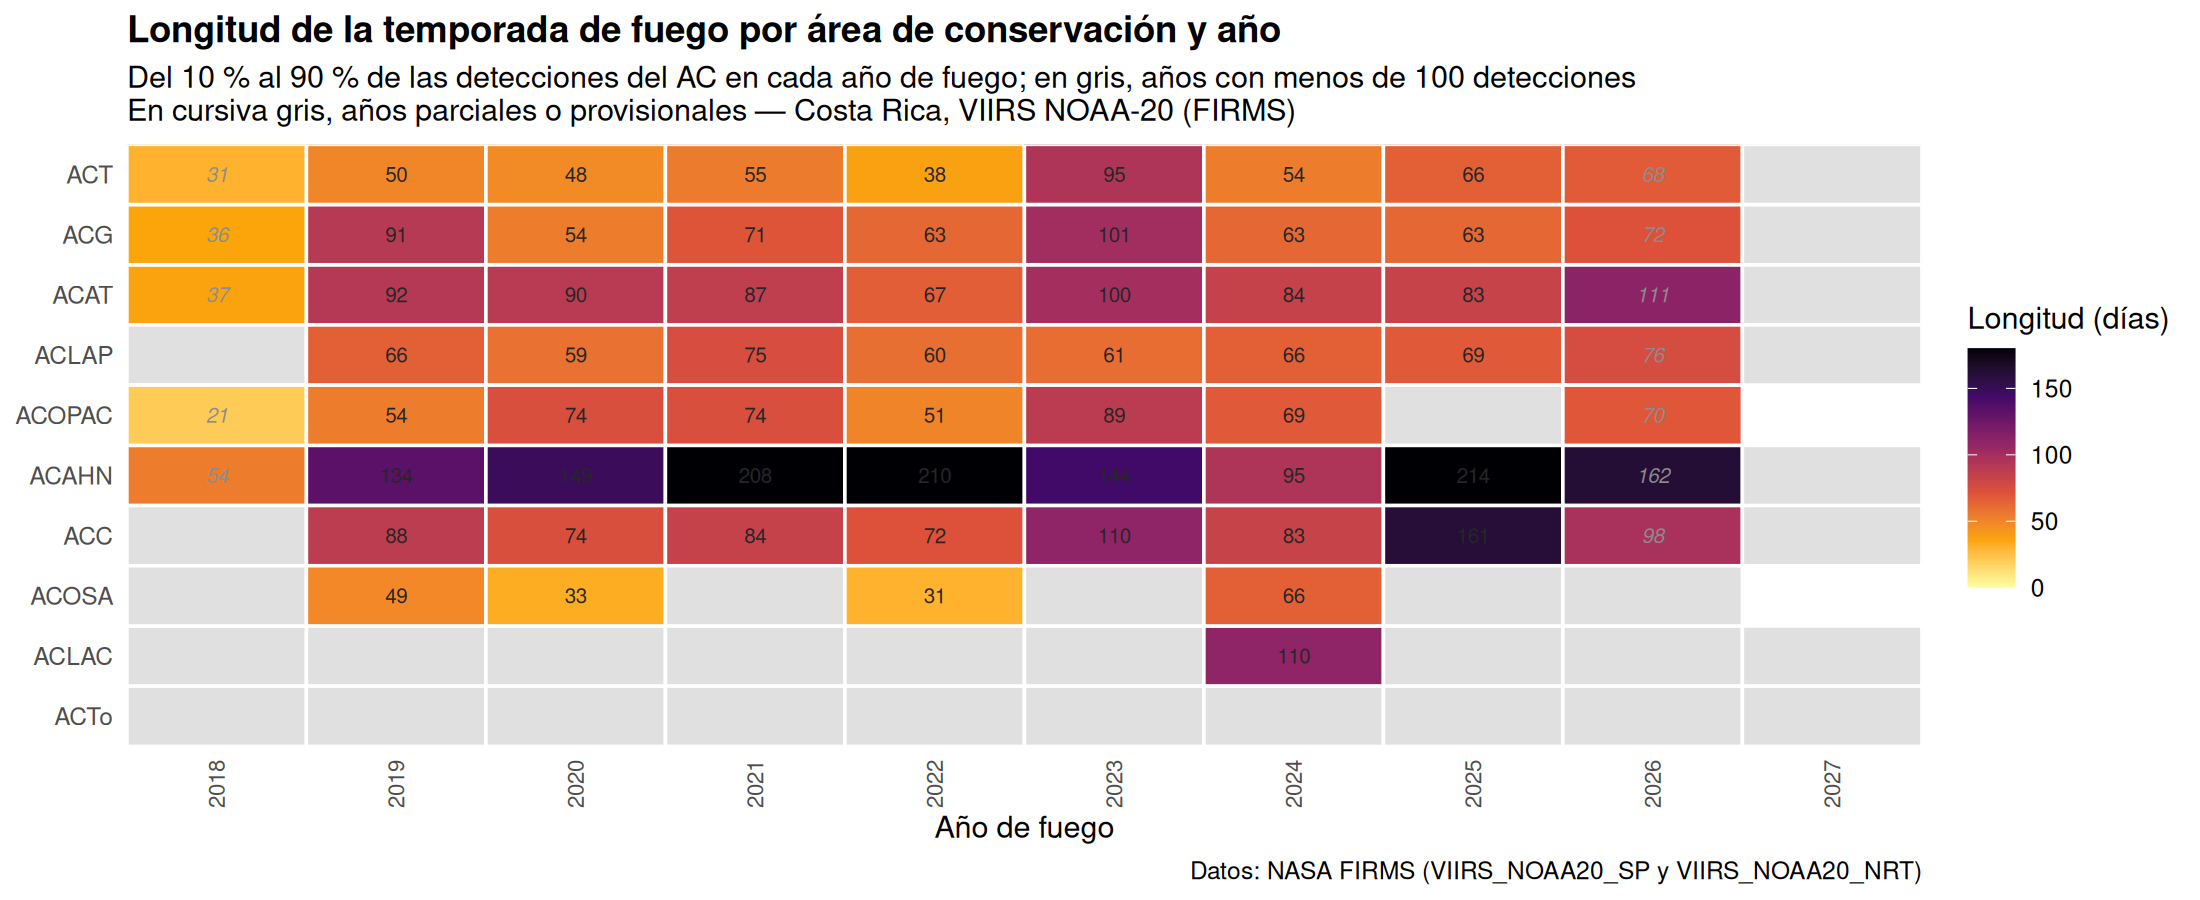 Longitud de la temporada de fuego por área de conservación y año
Del 10 % al 90 % de las detecciones del AC en cada año de fuego; en gris, años con menos de 100 detecciones
En cursiva gris, años parciales o provisionales — Costa Rica, VIIRS NOAA-20 (FIRMS)
ACT 31 50 48 55 38 95 54 66 68
ACG 36 91 54 71 63 101 63 63 72
ACAT 37 92 90 87 67 100 84 83 111
ACLAP 66 59 75 60 61 66 69 76
ACOPAC 21 54 74 74 51 89 69 70
ACAHN 54 134 208 210 144 95 214 162
ACC 88 74 84 72 110 83 161 98
ACOSA 49 33 31 66
ACLAC 110
ACTo
2018 2019 2020 2021 2022 2023 2024 2025 2026 2027
Año de fuego
Longitud (días)
150
100
50
0
Datos: NASA FIRMS (VIIRS_NOAA20_SP y VIIRS_NOAA20_NRT)